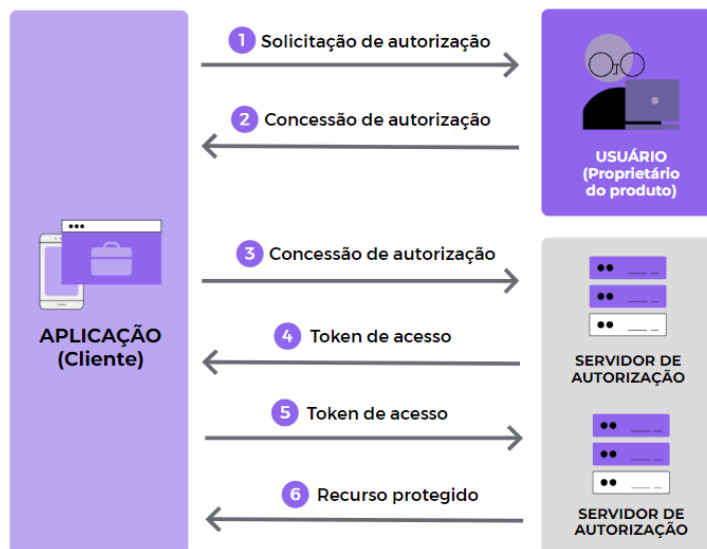 1 Solicitação de autorização
2 Concessão de autorização
USUÁRIO
(Proprietário
do produto)
3 Concessão de autorização
APLICAÇÃO
(Cliente)
4 Token de acesso
SERVIDOR DE
AUTORIZAÇÃO
5 Token de acesso
6 Recurso protegido
SERVIDOR DE
AUTORIZAÇÃO